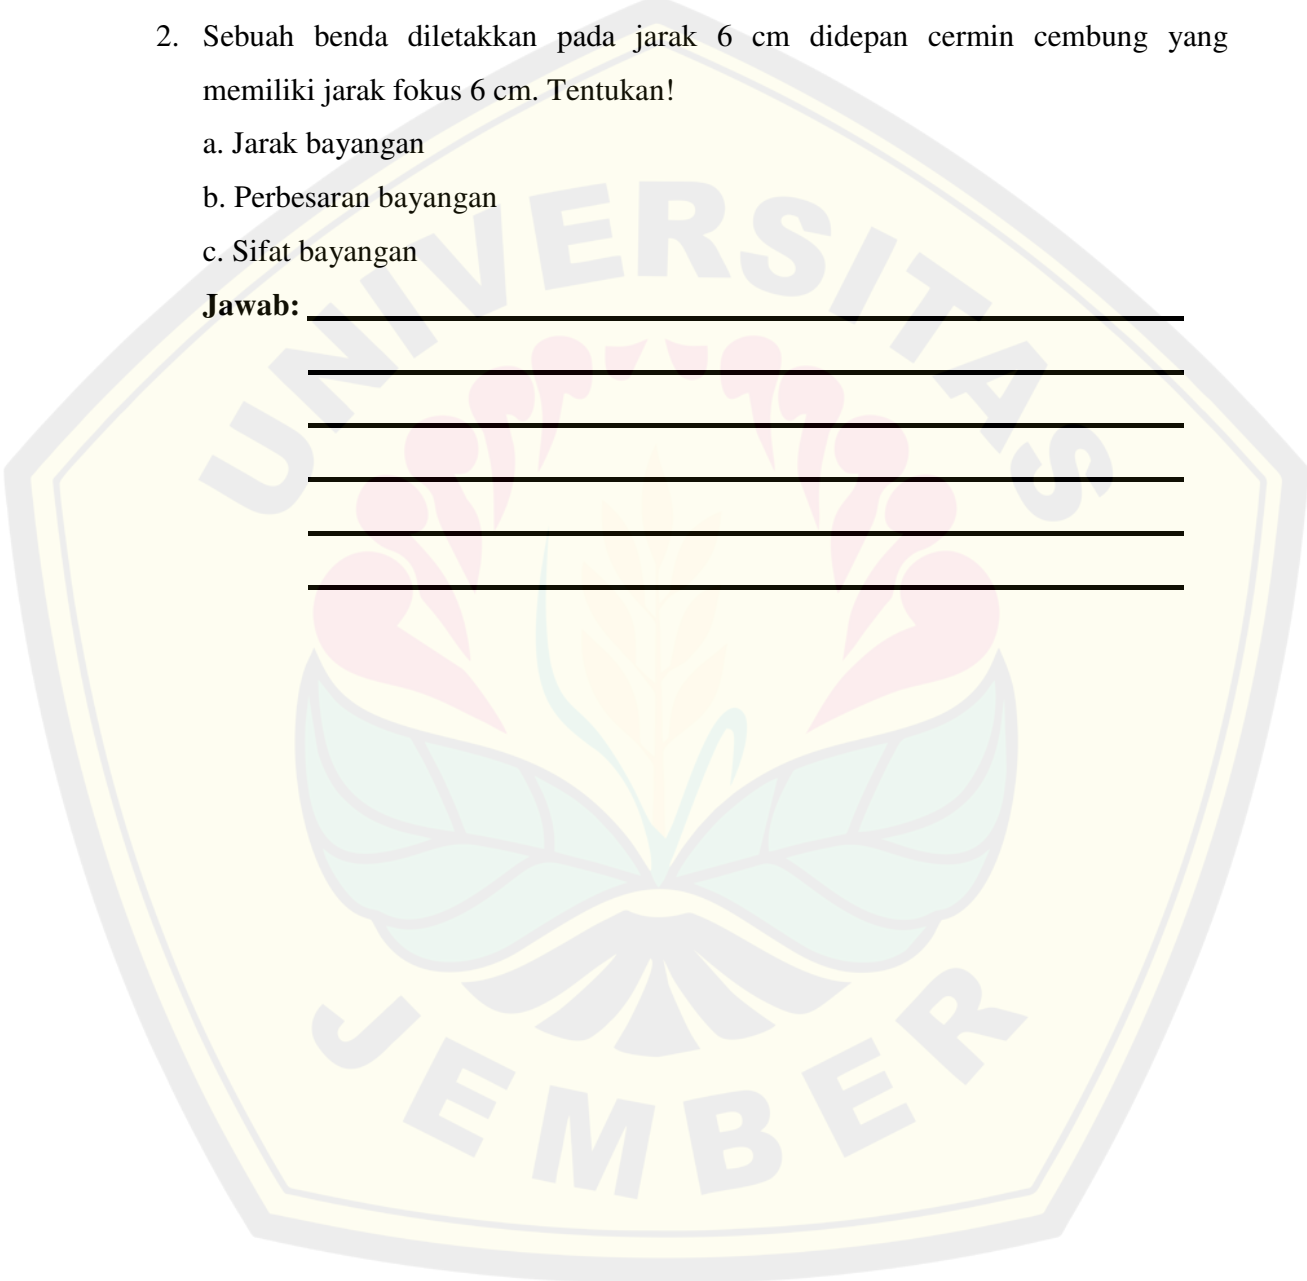 2. Sebuah benda diletakkan pada jarak 6 cm didepan cermin cembung yang
memiliki jarak fokus 6 cm. Tentukan!
a. Jarak bayangan
b. Perbesaran bayangan
c. Sifat bayangan
Jawab:
UNIVERSITAS
JEMBER